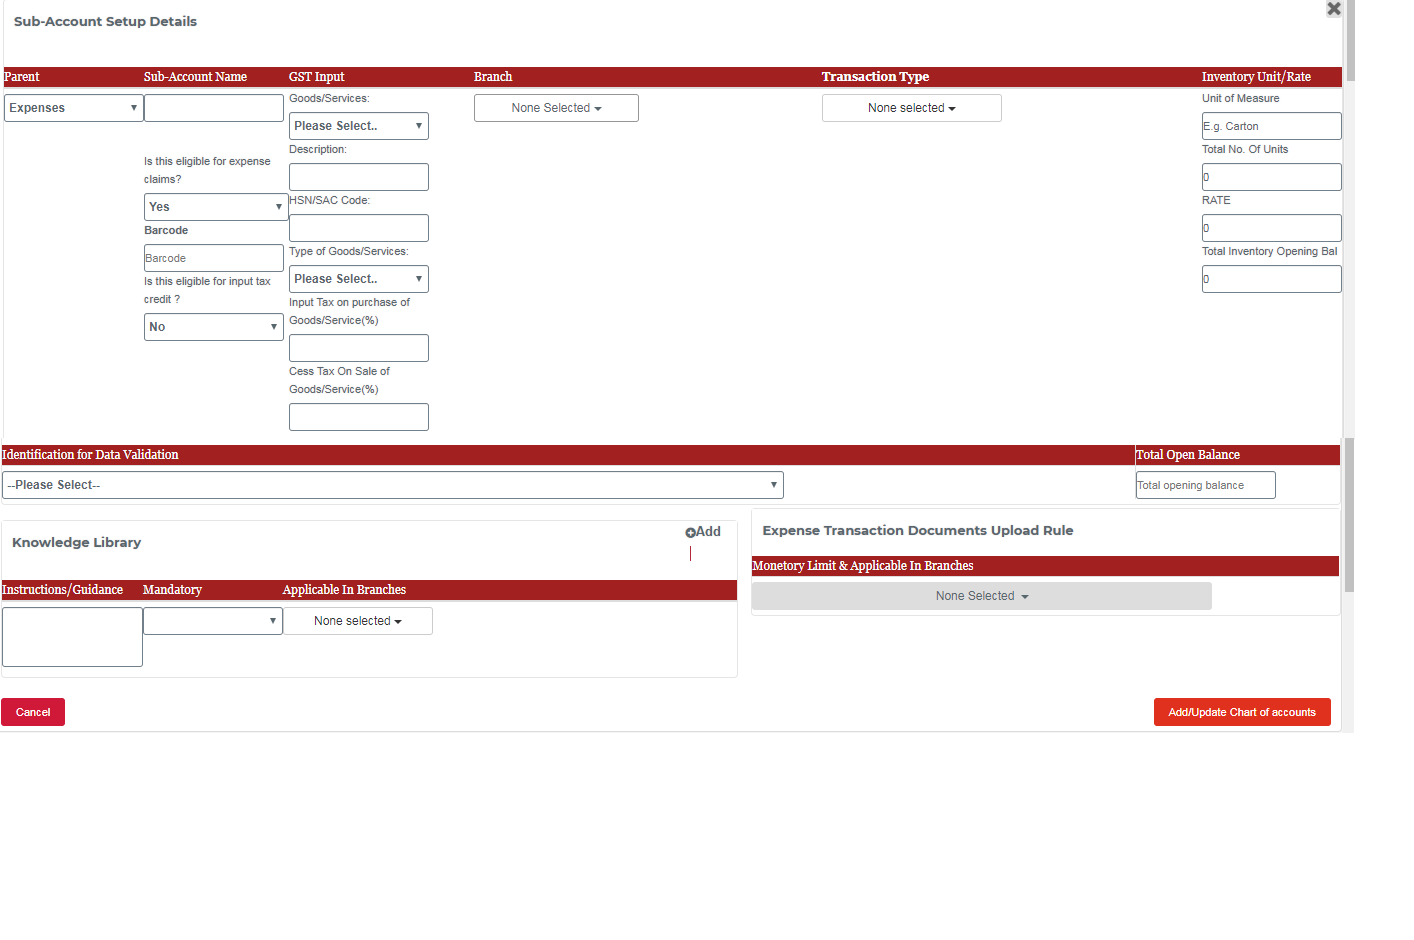 Sub-Account Setup Details
Parent Sub-Account Name GST Input Branch Transaction Type Inventory Unit/Rate
Expenses
Is this eligible for expense
claims?
Yes
Barcode
Barcode
Is this eligible for input tax
credit ?
No
Goods/Services:
Please Select..
Description:
HSN/SAC Code:
Type of Goods/Services:
Please Select..
Input Tax on purchase of
Goods/Service(%)
Cess Tax On Sale of
Goods/Service(%)
None Selected
None selected
Unit of Measure
E.g. Carton
Total No. Of Units
0
RATE
0
Total Inventory Opening Bal
0
Identification for Data Validation Total Open Balance
--Please Select-- Total opening balance
Knowledge Library
Add
Instructions/Guidance Mandatory Applicable In Branches
None selected
Expense Transaction Documents Upload Rule
Monetory Limit & Applicable In Branches
None Selected
Cancel
Add/Update Chart of accounts